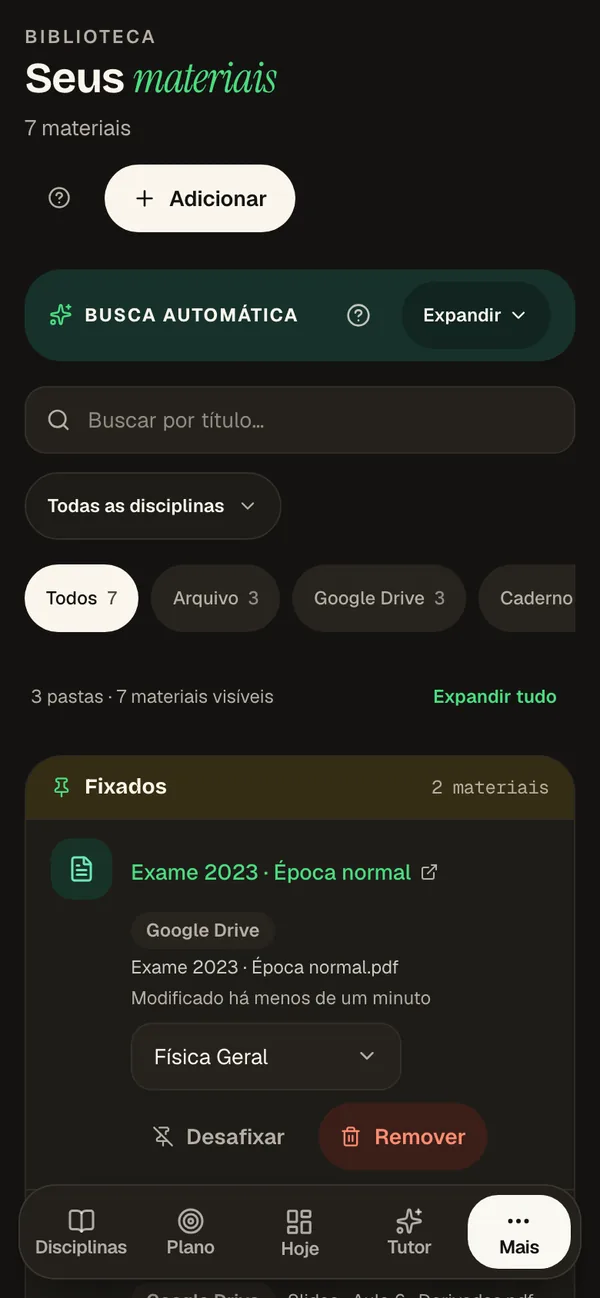 BIBLIOTECA
Seus materiais
7 materiais
Adicionar
BUSCA AUTOMÁTICA
Expandir
Buscar por título...
Todas as disciplinas
Todos 7
Arquivo 3
Google Drive 3
Caderno
3 pastas · 7 materiais visíveis
Expandir tudo
Fixados
2 materiais
Exame 2023 · Época normal
Google Drive
Exame 2023 · Época normal.pdf
Modificado há menos de um minuto
Física Geral
Desafixar
Remover
Disciplinas
Plano
Hoje
Tutor
Mais